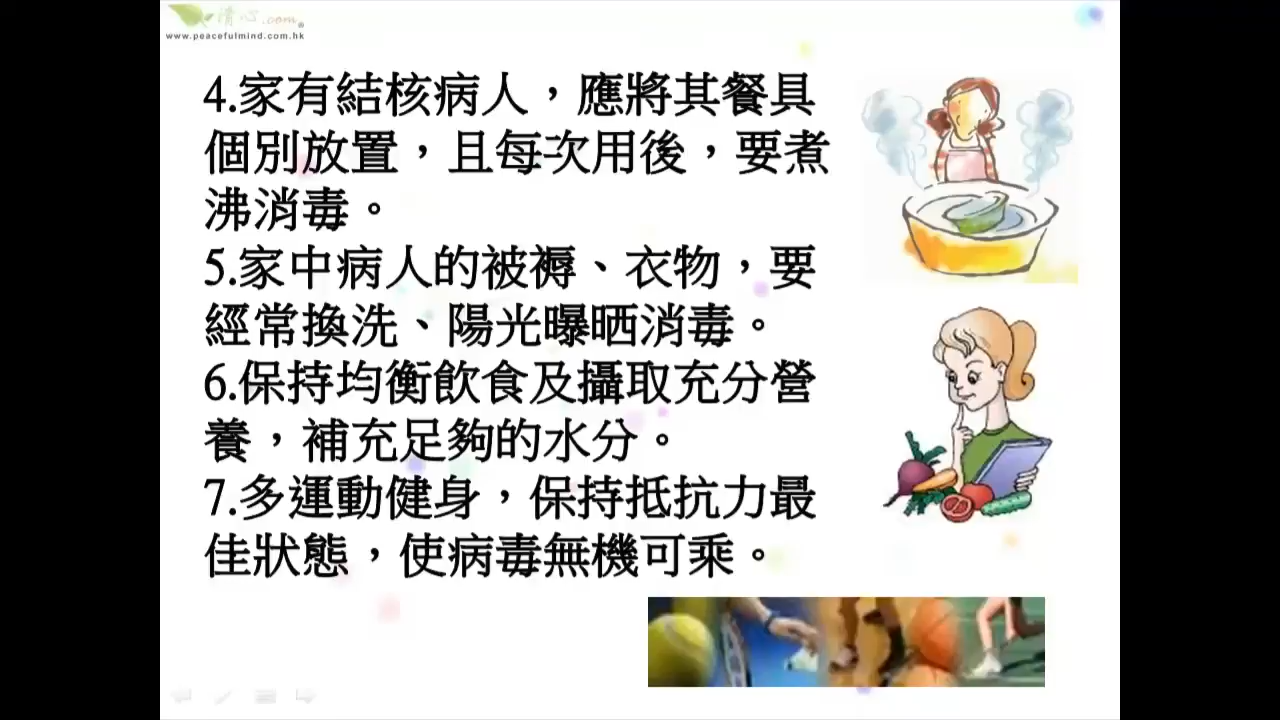 清心.com
www.peacefulmind.com.hk
4.家有結核病人，應將其餐具
個別放置，且每次用後，要煮
沸消毒。
5.家中病人的被褥、衣物，要
經常換洗、陽光曝晒消毒。
6.保持均衡飲食及攝取充分營
養，補充足夠的水分。
7.多運動健身，保持抵抗力最
佳狀態，使病毒無機可乘。